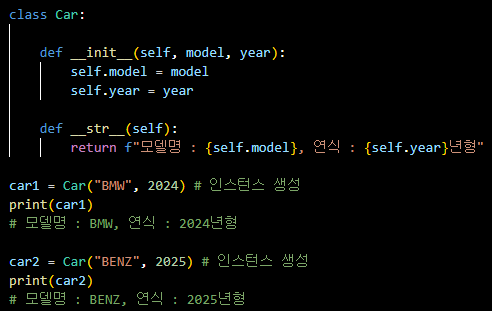 class Car:
    def __init__(self, model, year):
        self.model = model
        self.year = year
    def __str__(self):
        return f"모델명 : {self.model}, 연식 : {self.year}년형"
car1 = Car("BMW", 2024) # 인스턴스 생성
print(car1)
# 모델명 : BMW, 연식 : 2024년형
car2 = Car("BENZ", 2025) # 인스턴스 생성
print(car2)
# 모델명 : BENZ, 연식 : 2025년형